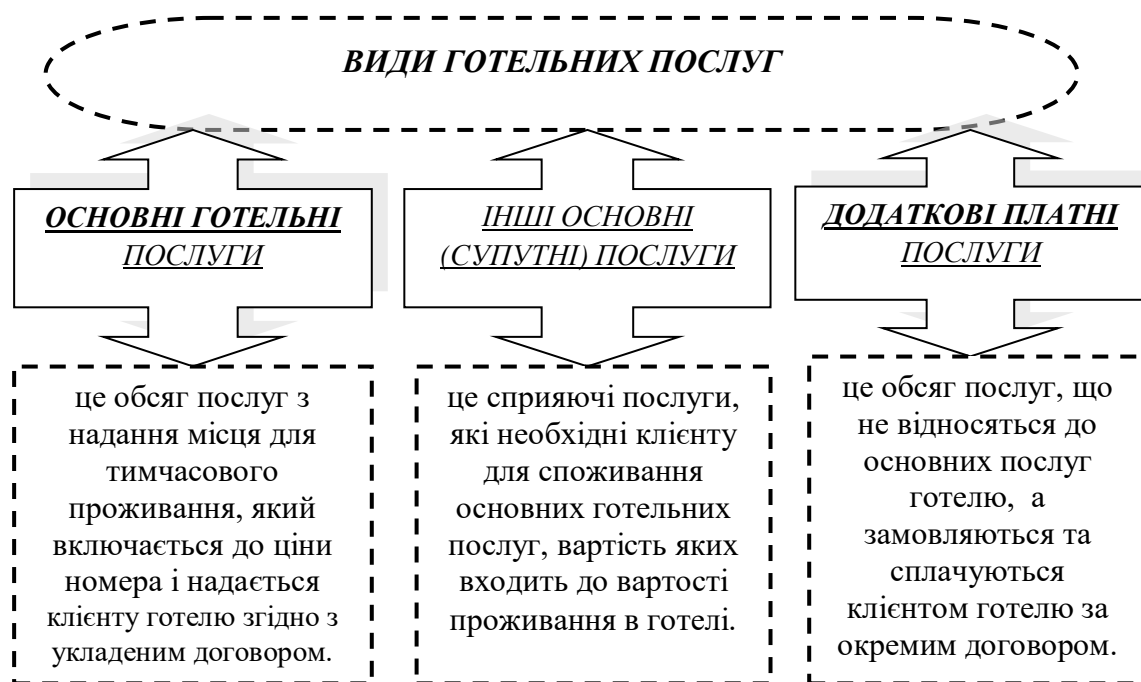 ВИДИ ГОТЕЛЬНИХ ПОСЛУГ
ОСНОВНІ ГОТЕЛЬНІ
ПОСЛУГИ
ІНШІ ОСНОВНІ
(СУПУТНІ) ПОСЛУГИ
ДОДАТКОВІ ПЛАТНІ
ПОСЛУГИ
це обсяг послуг з
надання місця для
тимчасового
проживання, який
включається до ціни
номера і надається
клієнту готелю згідно з
укладеним договором.
це сприяючі послуги,
які необхідні клієнту
для споживання
основних готельних
послуг, вартість яких
входить до вартості
проживання в готелі.
це обсяг послуг, що
не відносяться до
основних послуг
готелю, а
замовляються та
сплачуються
клієнтом готелю за
окремим договором.